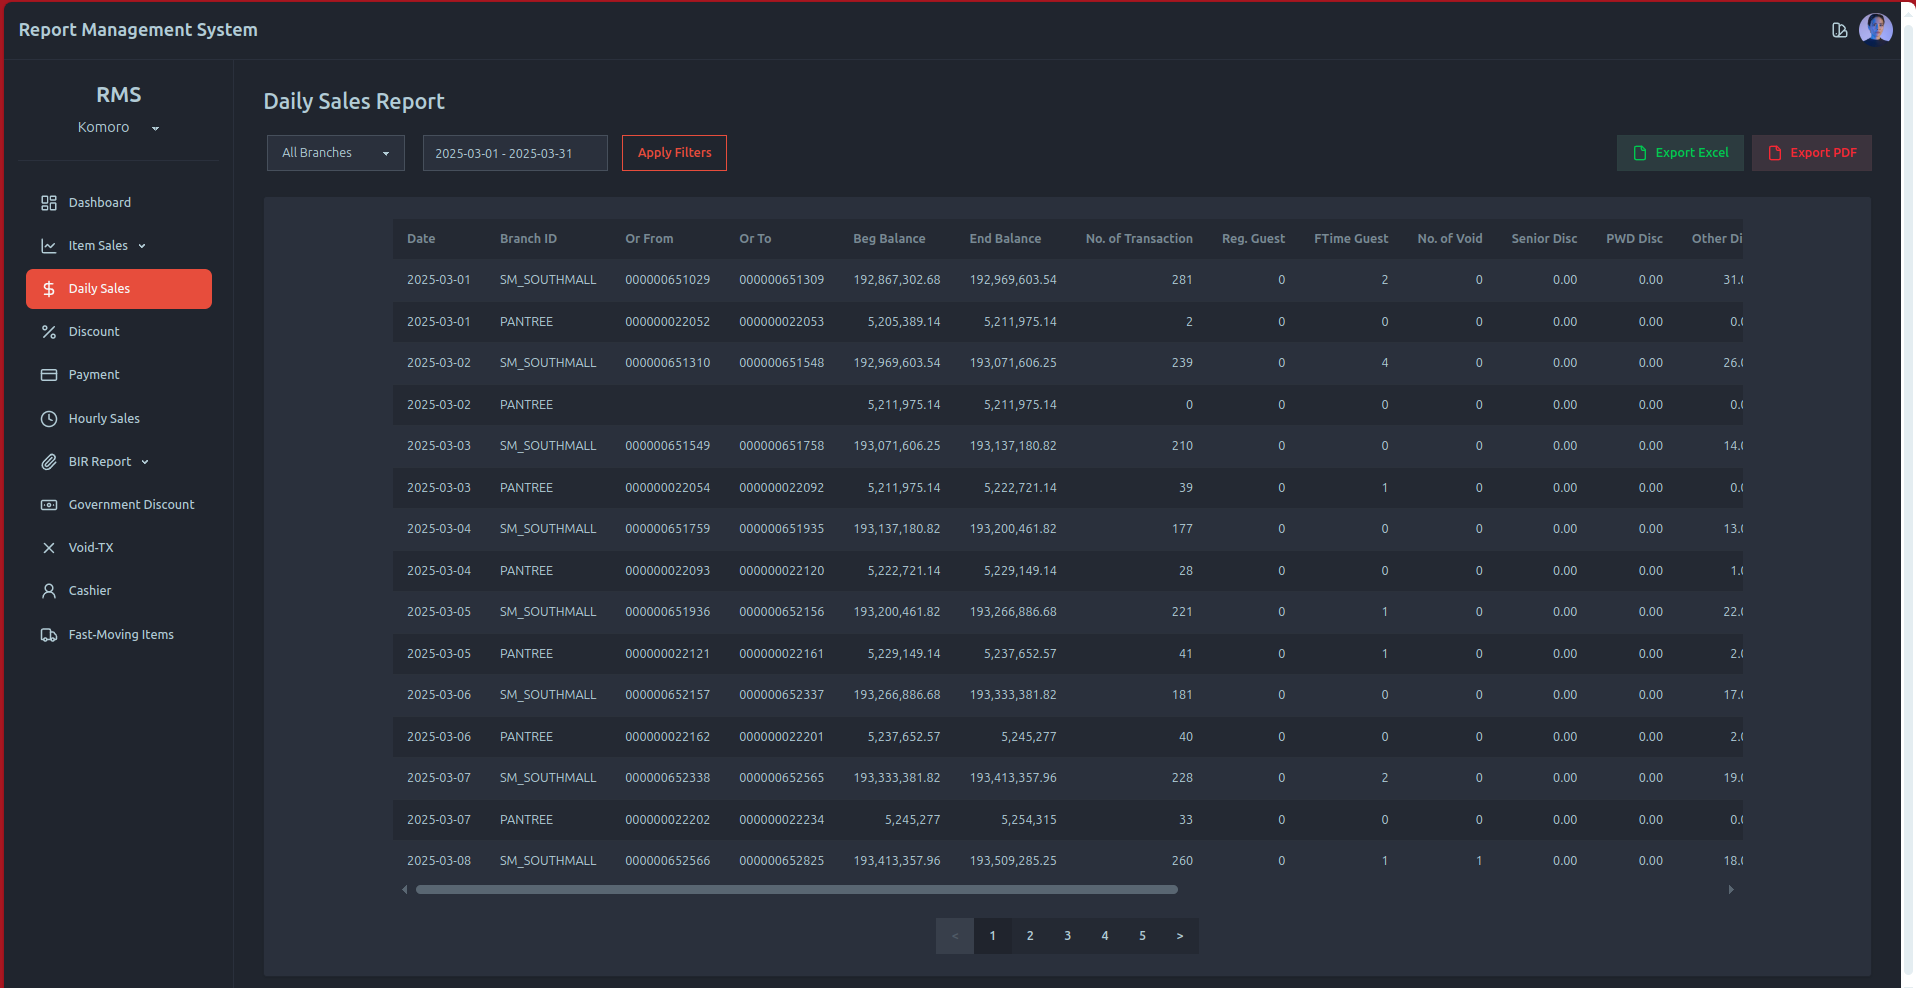 Report Management System
RMS
Komoro
Dashboard
Item Sales
Daily Sales
Discount
Payment
Hourly Sales
BIR Report
Government Discount
Void-TX
Cashier
Fast-Moving Items
Daily Sales Report
All Branches 2025-03-01 - 2025-03-31 Apply Filters Export Excel Export PDF
Date Branch ID Or From Or To Beg Balance End Balance No. of Transaction Reg. Guest FTime Guest No. of Void Senior Disc PWD Disc Other Di
2025-03-01 SM_SOUTHMALL 000000651029 000000651309 192,867,302.68 192,969,603.54 281 0 2 0 0.00 0.00 31.0
2025-03-01 PANTREE 000000022052 000000022053 5,205,389.14 5,211,975.14 2 0 0 0 0.00 0.00 0.0
2025-03-02 SM_SOUTHMALL 000000651310 000000651548 192,969,603.54 193,071,606.25 239 0 4 0 0.00 0.00 26.0
2025-03-02 PANTREE 5,211,975.14 5,211,975.14 0 0 0 0 0.00 0.00 0.0
2025-03-03 SM_SOUTHMALL 000000651549 000000651758 193,071,606.25 193,137,180.82 210 0 0 0 0.00 0.00 14.0
2025-03-03 PANTREE 000000022054 000000022092 5,211,975.14 5,222,721.14 39 0 1 0 0.00 0.00 0.0
2025-03-04 SM_SOUTHMALL 000000651759 000000651935 193,137,180.82 193,200,461.82 177 0 0 0 0.00 0.00 13.0
2025-03-04 PANTREE 000000022093 000000022120 5,222,721.14 5,229,149.14 28 0 0 0 0.00 0.00 1.0
2025-03-05 SM_SOUTHMALL 000000651936 000000652156 193,200,461.82 193,266,886.68 221 0 1 0 0.00 0.00 22.0
2025-03-05 PANTREE 000000022121 000000022161 5,229,149.14 5,237,652.57 41 0 1 0 0.00 0.00 2.0
2025-03-06 SM_SOUTHMALL 000000652157 000000652337 193,266,886.68 193,333,381.82 181 0 0 0 0.00 0.00 17.0
2025-03-06 PANTREE 000000022162 000000022201 5,237,652.57 5,245,277 40 0 0 0 0.00 0.00 2.0
2025-03-07 SM_SOUTHMALL 000000652338 000000652565 193,333,381.82 193,413,357.96 228 0 2 0 0.00 0.00 19.0
2025-03-07 PANTREE 000000022202 000000022234 5,245,277 5,254,315 33 0 0 0 0.00 0.00 0.0
2025-03-08 SM_SOUTHMALL 000000652566 000000652825 193,413,357.96 193,509,285.25 260 0 1 1 0.00 0.00 18.0
< 1 2 3 4 5 >